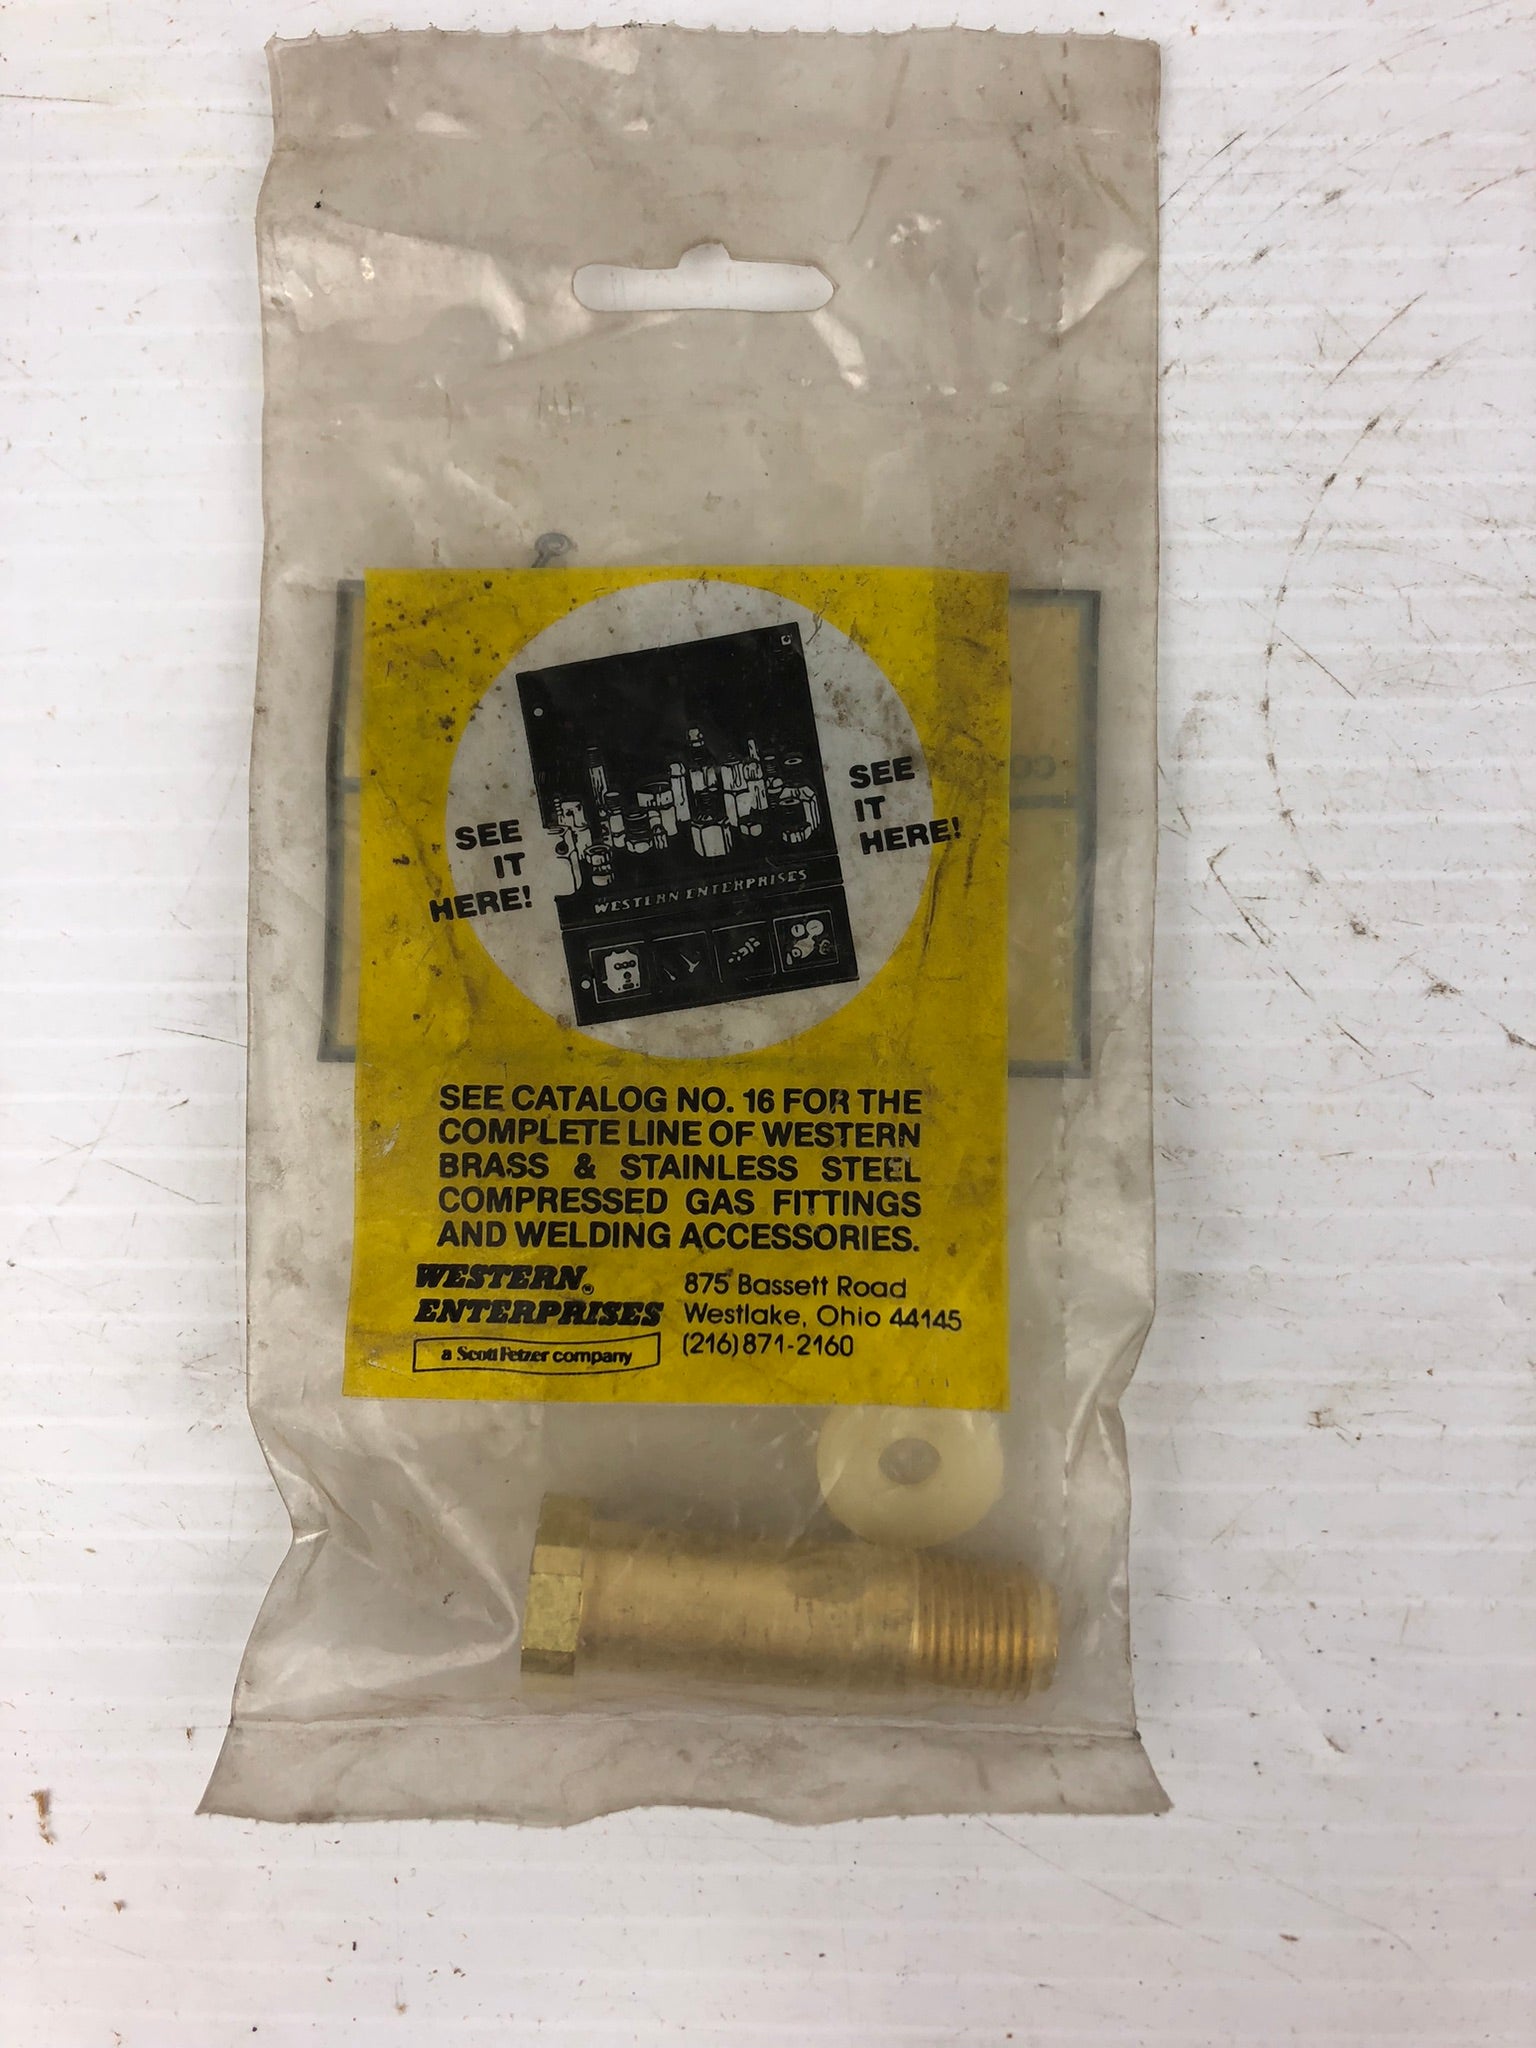 SEE
IT
HERE!
SEE
IT
HERE!
WESTERN ENTERPRISES
SEE CATALOG NO. 16 FOR THE
COMPLETE LINE OF WESTERN
BRASS & STAINLESS STEEL
COMPRESSED GAS FITTINGS
AND WELDING ACCESSORIES.
WESTERN®
ENTERPRISES
a Scott Fetzer company
875 Bassett Road
Westlake, Ohio 44145
(216)871-2160